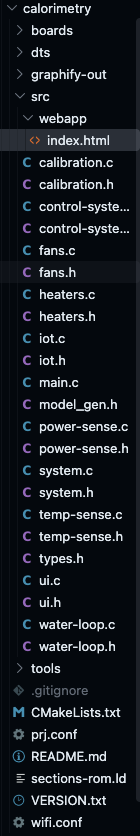 calorimetry
boards
dts
graphify-out
src
webapp
index.html
calibration.c
calibration.h
control-syste...
control-syste...
fans.c
fans.h
heaters.c
heaters.h
iot.c
iot.h
main.c
model_gen.h
power-sense.c
power-sense.h
system.c
system.h
temp-sense.c
temp-sense.h
types.h
ui.c
ui.h
water-loop.c
water-loop.h
tools
.gitignore
CMakeLists.txt
prj.conf
README.md
sections-rom.ld
VERSION.txt
wifi.conf